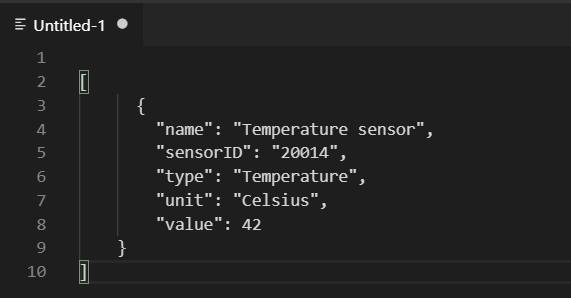 Untitled-1
1
2 [
3 {
4 "name": "Temperature sensor",
5 "sensorID": "20014",
6 "type": "Temperature",
7 "unit": "Celsius",
8 "value": 42
9 }
10 ]